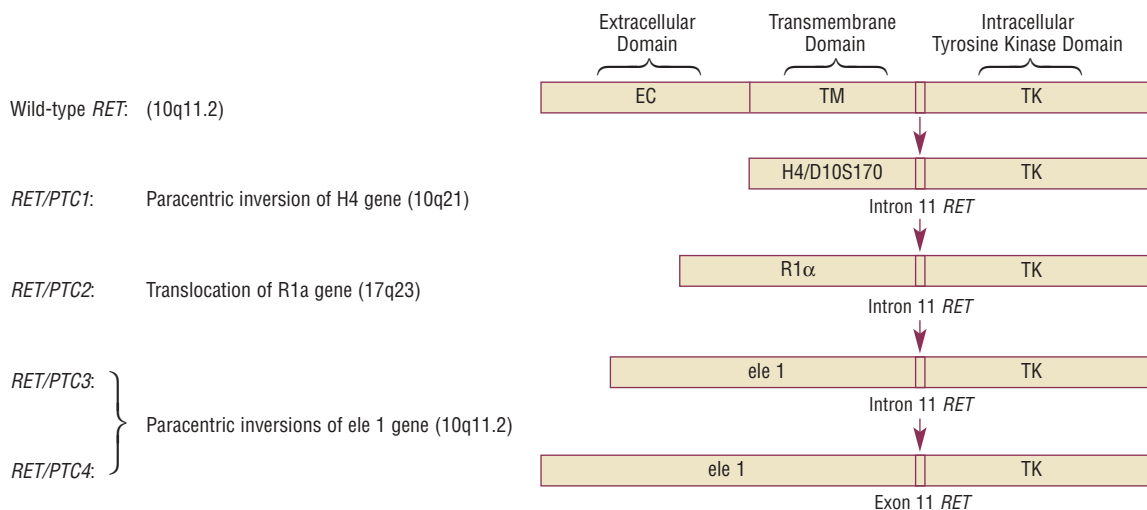 Extracellular
Domain
Transmembrane
Domain
Intracellular
Tyrosine Kinase Domain
Wild-type RET: (10q11.2)
EC
TM
TK
RET/PTC1: Paracentric inversion of H4 gene (10q21)
H4/D10S170
TK
Intron 11 RET
RET/PTC2: Translocation of R1a gene (17q23)
R1α
TK
Intron 11 RET
RET/PTC3:
ele 1
TK
Intron 11 RET
Paracentric inversions of ele 1 gene (10q11.2)
RET/PTC4:
ele 1
TK
Exon 11 RET